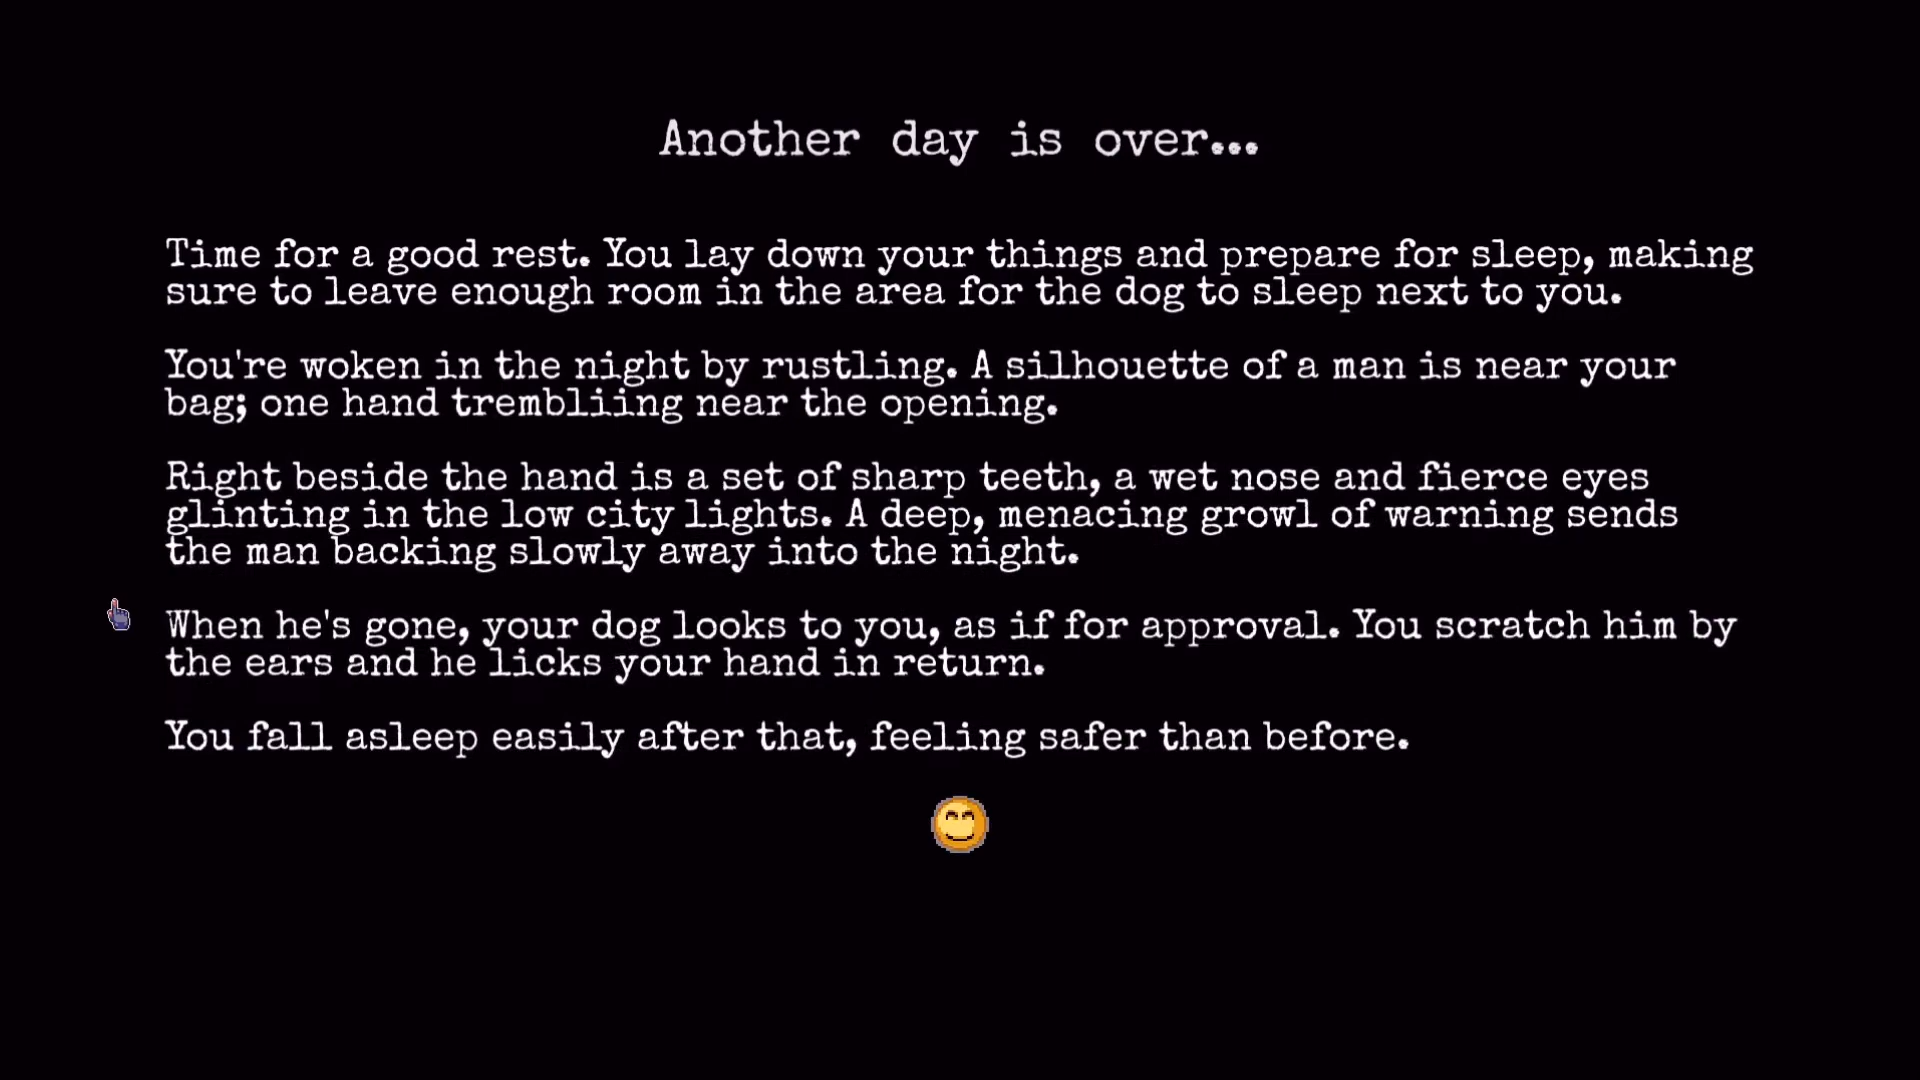 Another day is over...
Time for a good rest. You lay down your things and prepare for sleep, making
sure to leave enough room in the area for the dog to sleep next to you.
You're woken in the night by rustling. A silhouette of a man is near your
bag; one hand trembliing near the opening.
Right beside the hand is a set of sharp teeth, a wet nose and fierce eyes
glinting in the low city lights. A deep, menacing growl of warning sends
the man backing slowly away into the night.
When he's gone, your dog looks to you, as if for approval. You scratch him by
the ears and he licks your hand in return.
You fall asleep easily after that, feeling safer than before.